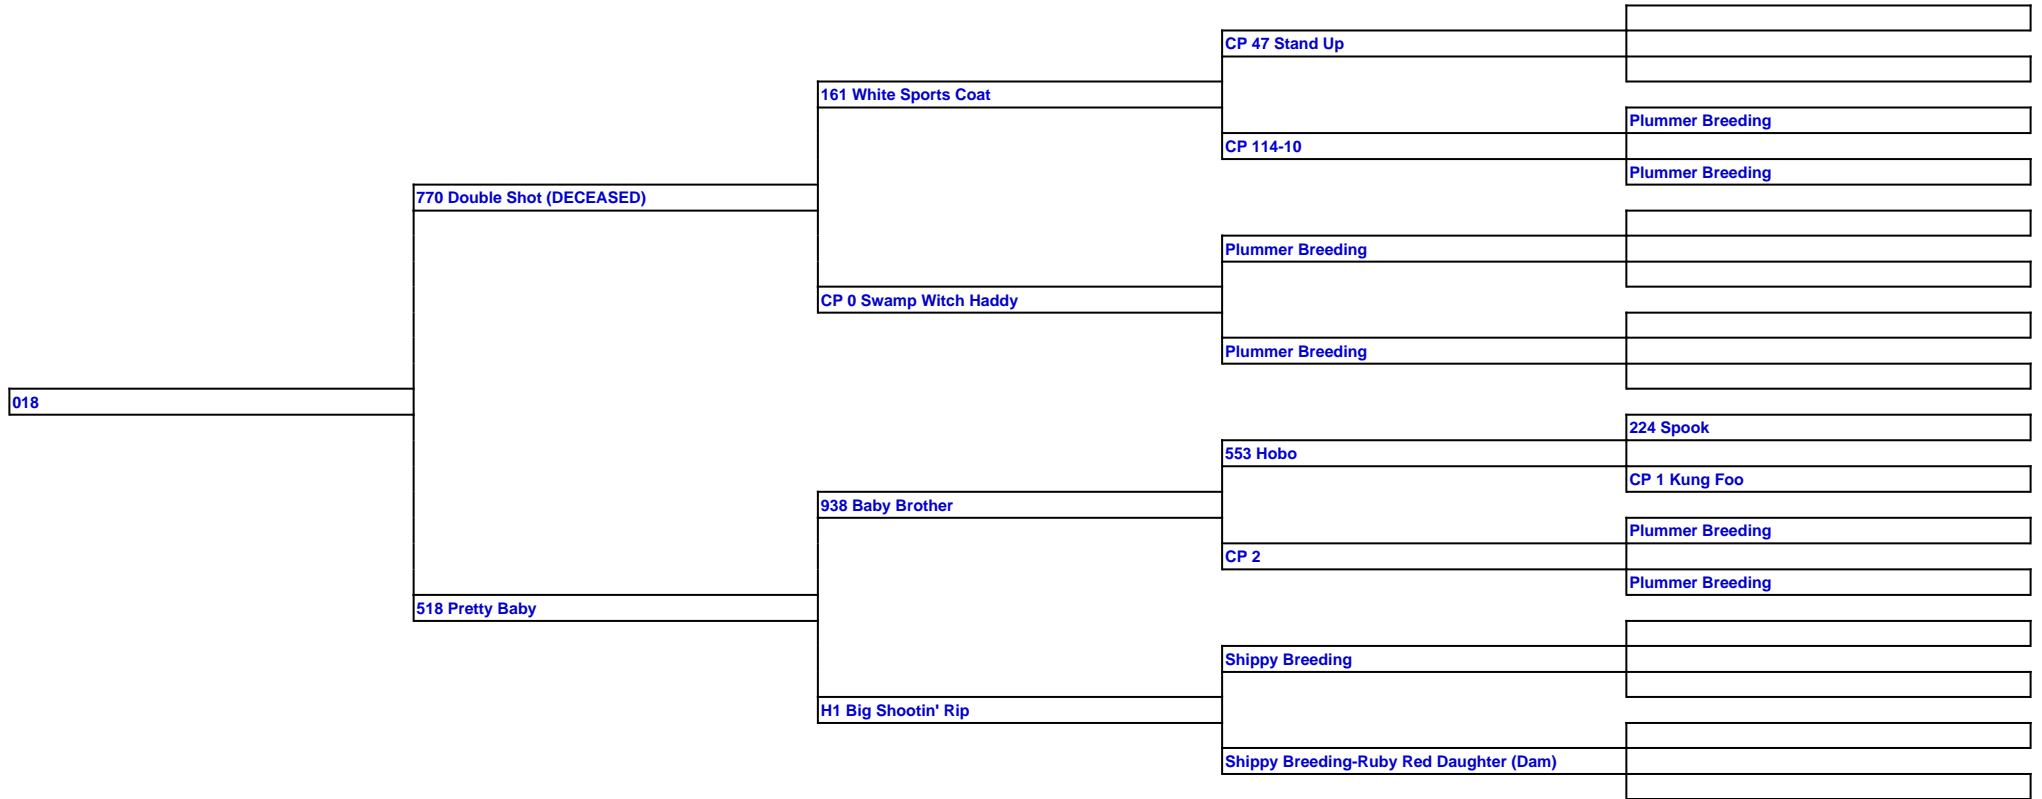 CP 47 Stand Up
161 White Sports Coat
Plummer Breeding
CP 114-10
Plummer Breeding
770 Double Shot (DECEASED)
Plummer Breeding
CP 0 Swamp Witch Haddy
Plummer Breeding
018
224 Spook
553 Hobo
CP 1 Kung Foo
938 Baby Brother
Plummer Breeding
CP 2
Plummer Breeding
518 Pretty Baby
Shippy Breeding
H1 Big Shootin' Rip
Shippy Breeding-Ruby Red Daughter (Dam)